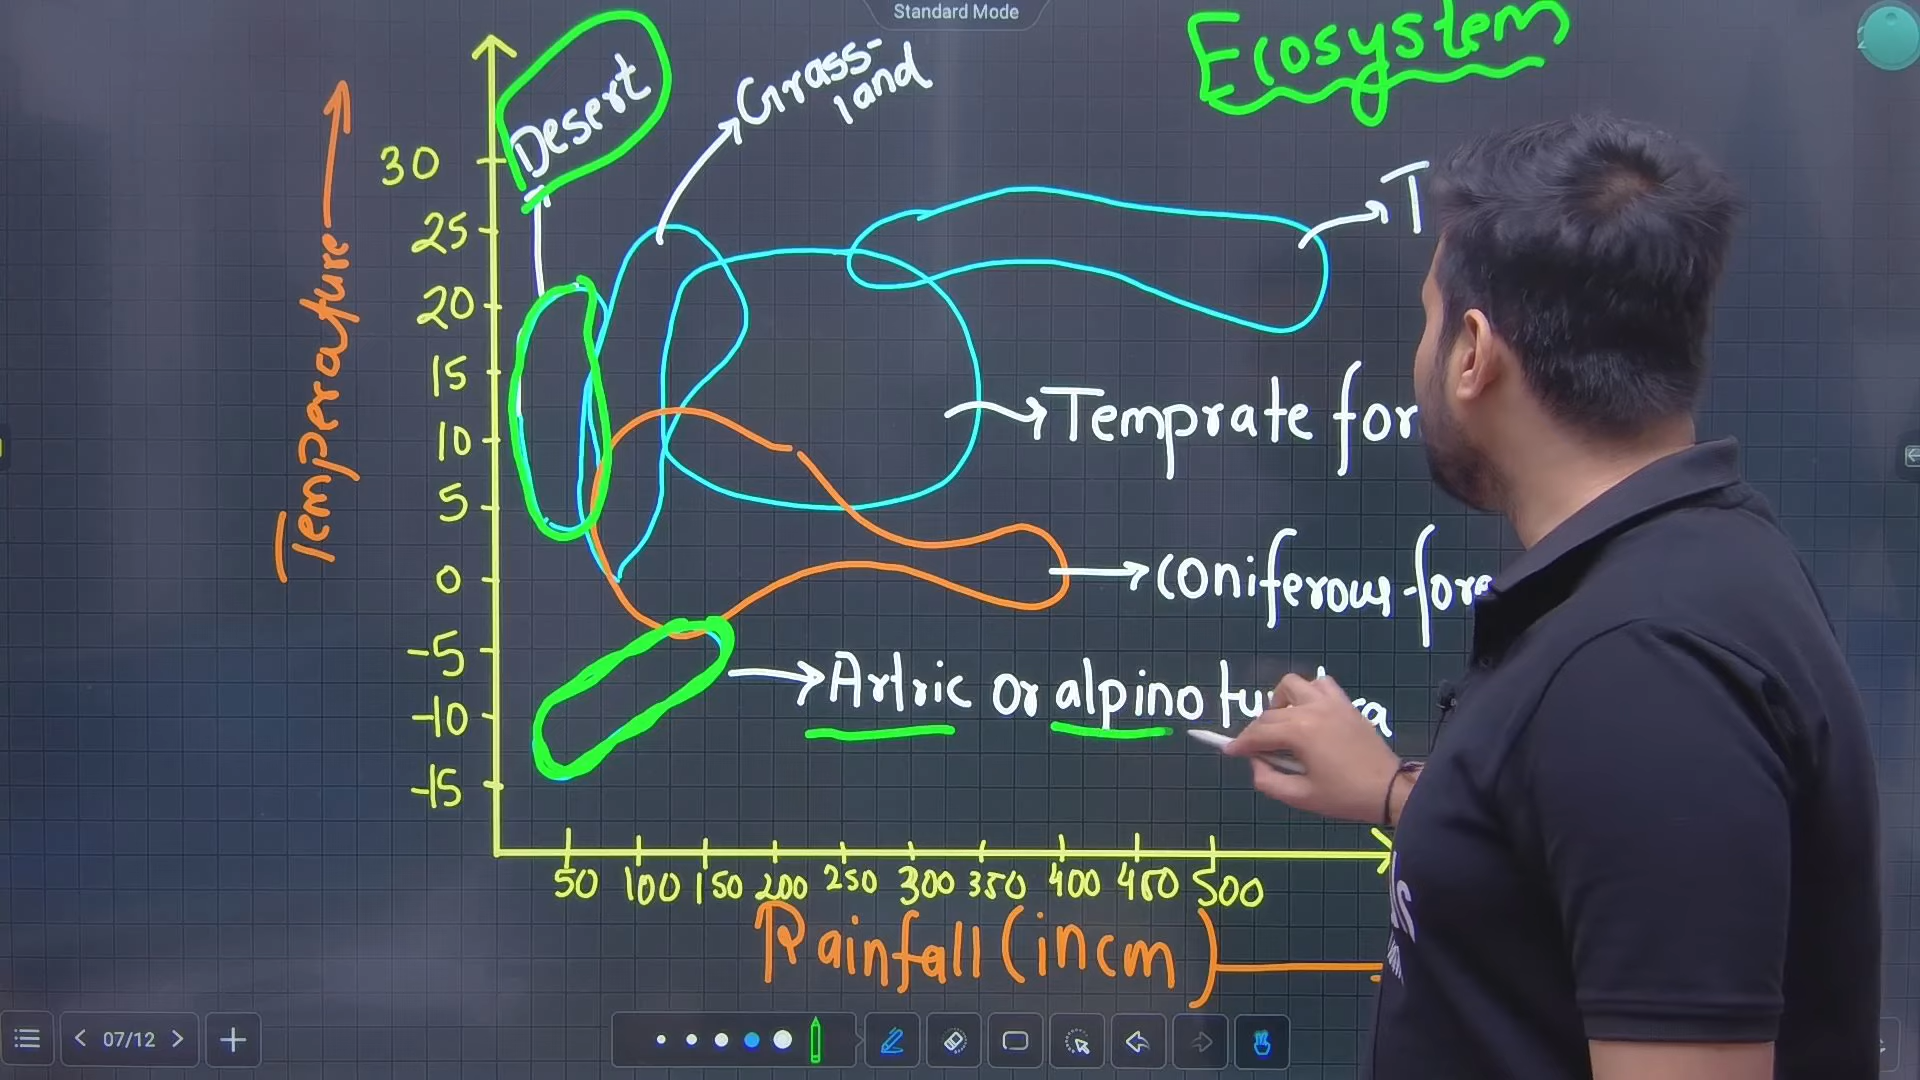 Standard Mode
Ecosystem
Desert
Grass-
land
T
Temperature
30
25
20
15
10
5
0
-5
-10
-15
Temprate for
coniferous-fore
Artric or alpino tundra
50 100 150 200 250 300 350 400 450 500
Rainfall (in cm)
07/12